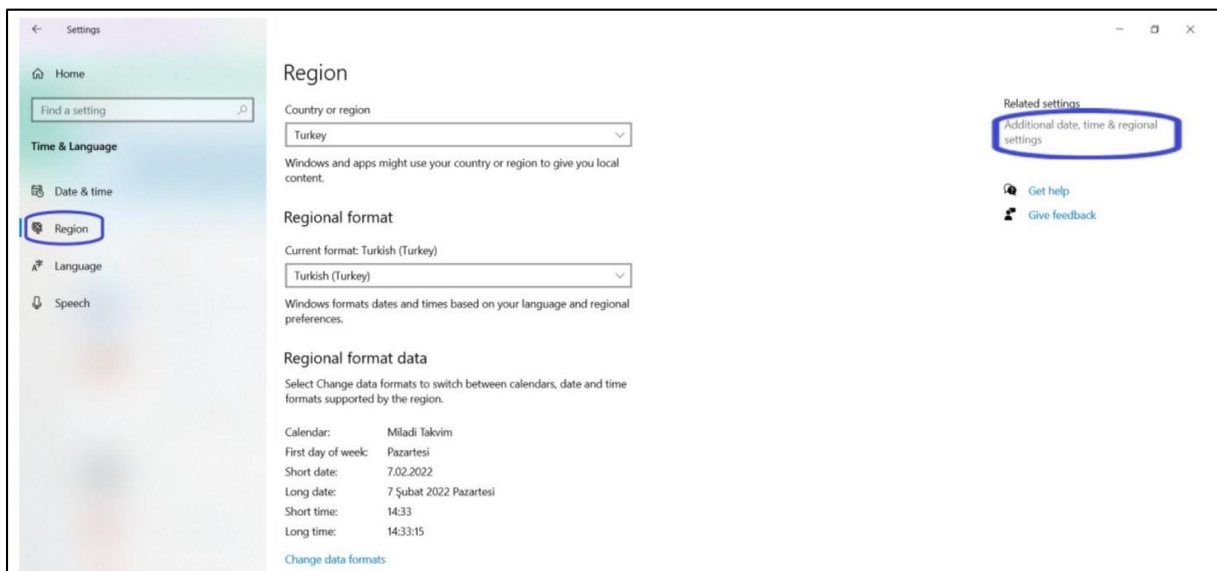 Settings
Home
Find a setting
Time & Language
Date & time
Region
Language
Speech
Region
Country or region
Turkey
Windows and apps might use your country or region to give you local
content.
Regional format
Current format: Turkish (Turkey)
Turkish (Turkey)
Windows formats dates and times based on your language and regional
preferences.
Regional format data
Select Change data formats to switch between calendars, date and time
formats supported by the region.
Calendar: Miladi Takvim
First day of week: Pazartesi
Short date: 7.02.2022
Long date: 7 Şubat 2022 Pazartesi
Short time: 14:33
Long time: 14:33:15
Change data formats
Related settings
Additional date, time & regional
settings
Get help
Give feedback